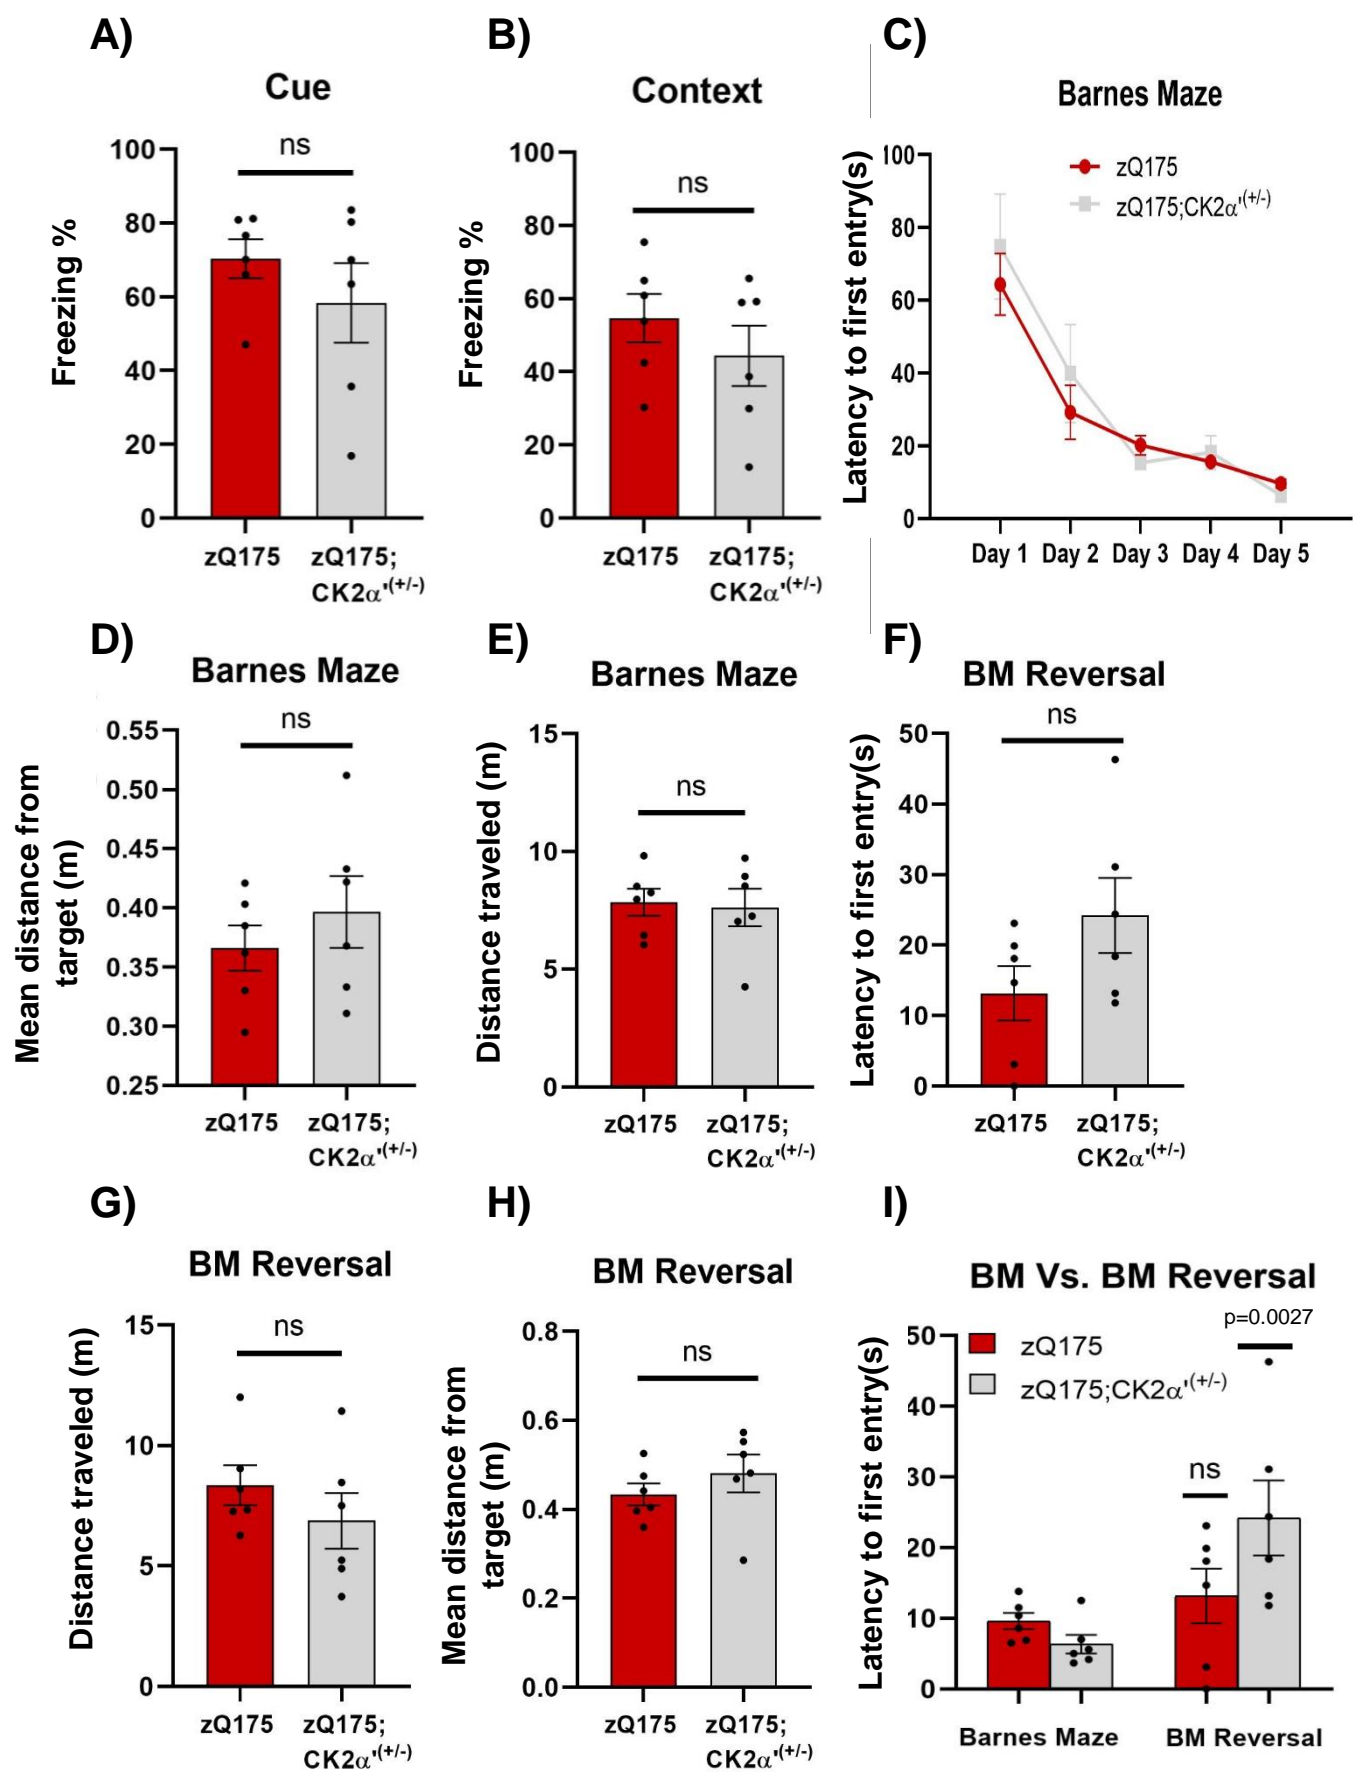 A)
Cue
ns
100
80
60
40
20
0
Freezing %
zQ175
zQ175;
CK2α'(+/-)
B)
Context
ns
100
80
60
40
20
0
Freezing %
zQ175
zQ175;
CK2α'(+/-)
C)
Barnes Maze
zQ175
zQ175;CK2α'(+/-)
100
80
60
40
20
0
Latency to first entry(s)
Day 1 Day 2 Day 3 Day 4 Day 5
D)
Barnes Maze
ns
0.55
0.50
0.45
0.40
0.35
0.30
0.25
Mean distance from
target (m)
zQ175
zQ175;
CK2α'(+/-)
E)
Barnes Maze
ns
15
10
5
0
Distance traveled (m)
zQ175
zQ175;
CK2α'(+/-)
F)
BM Reversal
ns
50
40
30
20
10
0
Latency to first entry(s)
zQ175
zQ175;
CK2α'(+/-)
G)
BM Reversal
ns
15
10
5
0
Distance traveled (m)
zQ175
zQ175;
CK2α'(+/-)
H)
BM Reversal
ns
0.8
0.6
0.4
0.2
0.0
Mean distance from
target (m)
zQ175
zQ175;
CK2α'(+/-)
I)
BM Vs. BM Reversal
p=0.0027
zQ175
zQ175;CK2α'(+/-)
ns
50
40
30
20
10
0
Latency to first entry(s)
Barnes Maze
BM Reversal